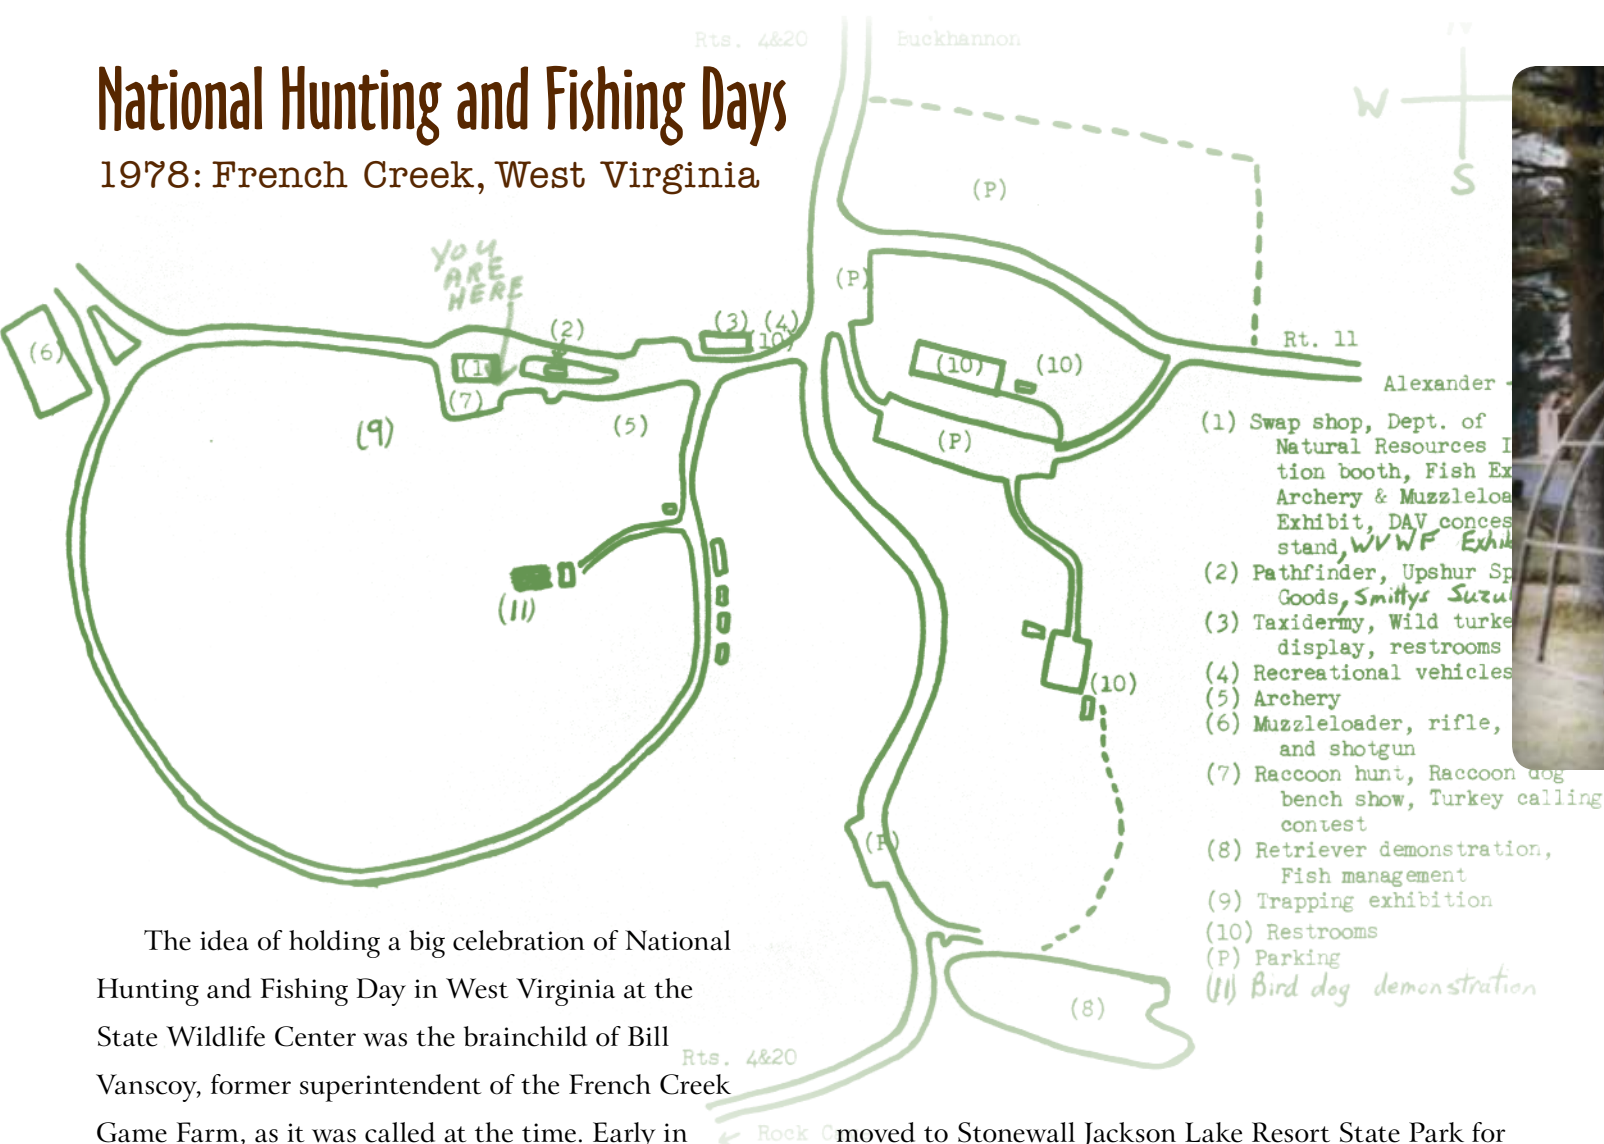 Rts. 4&20
Buckhannon
N
National Hunting and Fishing Days
1978: French Creek, West Virginia
W
S
(P)
YOU
ARE
HERE
(P)
(2)
(3) (4)
(10)
(6)
(1
(7)
(9)
(5)
(10)
(10)
(P)
Rt. 11
Alexander
(11)
(10)
(P)
(8)
(1) Swap shop, Dept. of
Natural Resources I
tion booth, Fish Ex
Archery & Muzzleloa
Exhibit, DAV conces
stand, WVWF Exhi
(2) Pathfinder, Upshur Sp
Goods, Smittys Suzu
(3) Taxidermy, Wild turke
display, restrooms
(4) Recreational vehicles
(5) Archery
(6) Muzzleloader, rifle,
and shotgun
(7) Raccoon hunt, Raccoon dog
bench show, Turkey calling
contest
(8) Retriever demonstration,
Fish management
(9) Trapping exhibition
(10) Restrooms
(P) Parking
(11) Bird dog demonstration
The idea of holding a big celebration of National
Hunting and Fishing Day in West Virginia at the
State Wildlife Center was the brainchild of Bill
Vanscoy, former superintendent of the French Creek
Game Farm, as it was called at the time. Early in
Rts. 4&20
Rock C
moved to Stonewall Jackson Lake Resort State Park for